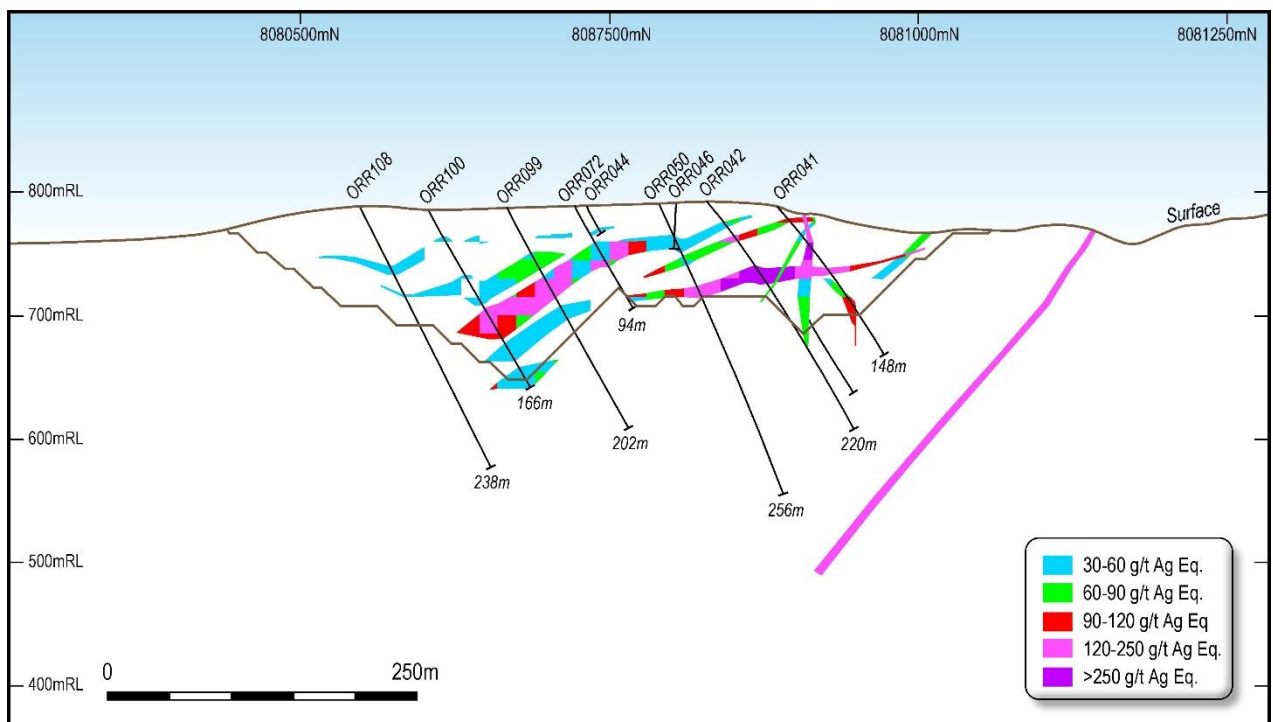 8080500mN
8087500mN
8081000mN
8081250mN
ORR108
ORR100
ORR099
ORR072
ORR044
ORR050
ORR046
ORR042
ORR041
800mRL
Surface
700mRL
94m
148m
166m
600mRL
202m
220m
238m
256m
500mRL
400mRL
0
250m
30-60 g/t Ag Eq.
60-90 g/t Ag Eq.
90-120 g/t Ag Eq
120-250 g/t Ag Eq.
>250 g/t Ag Eq.